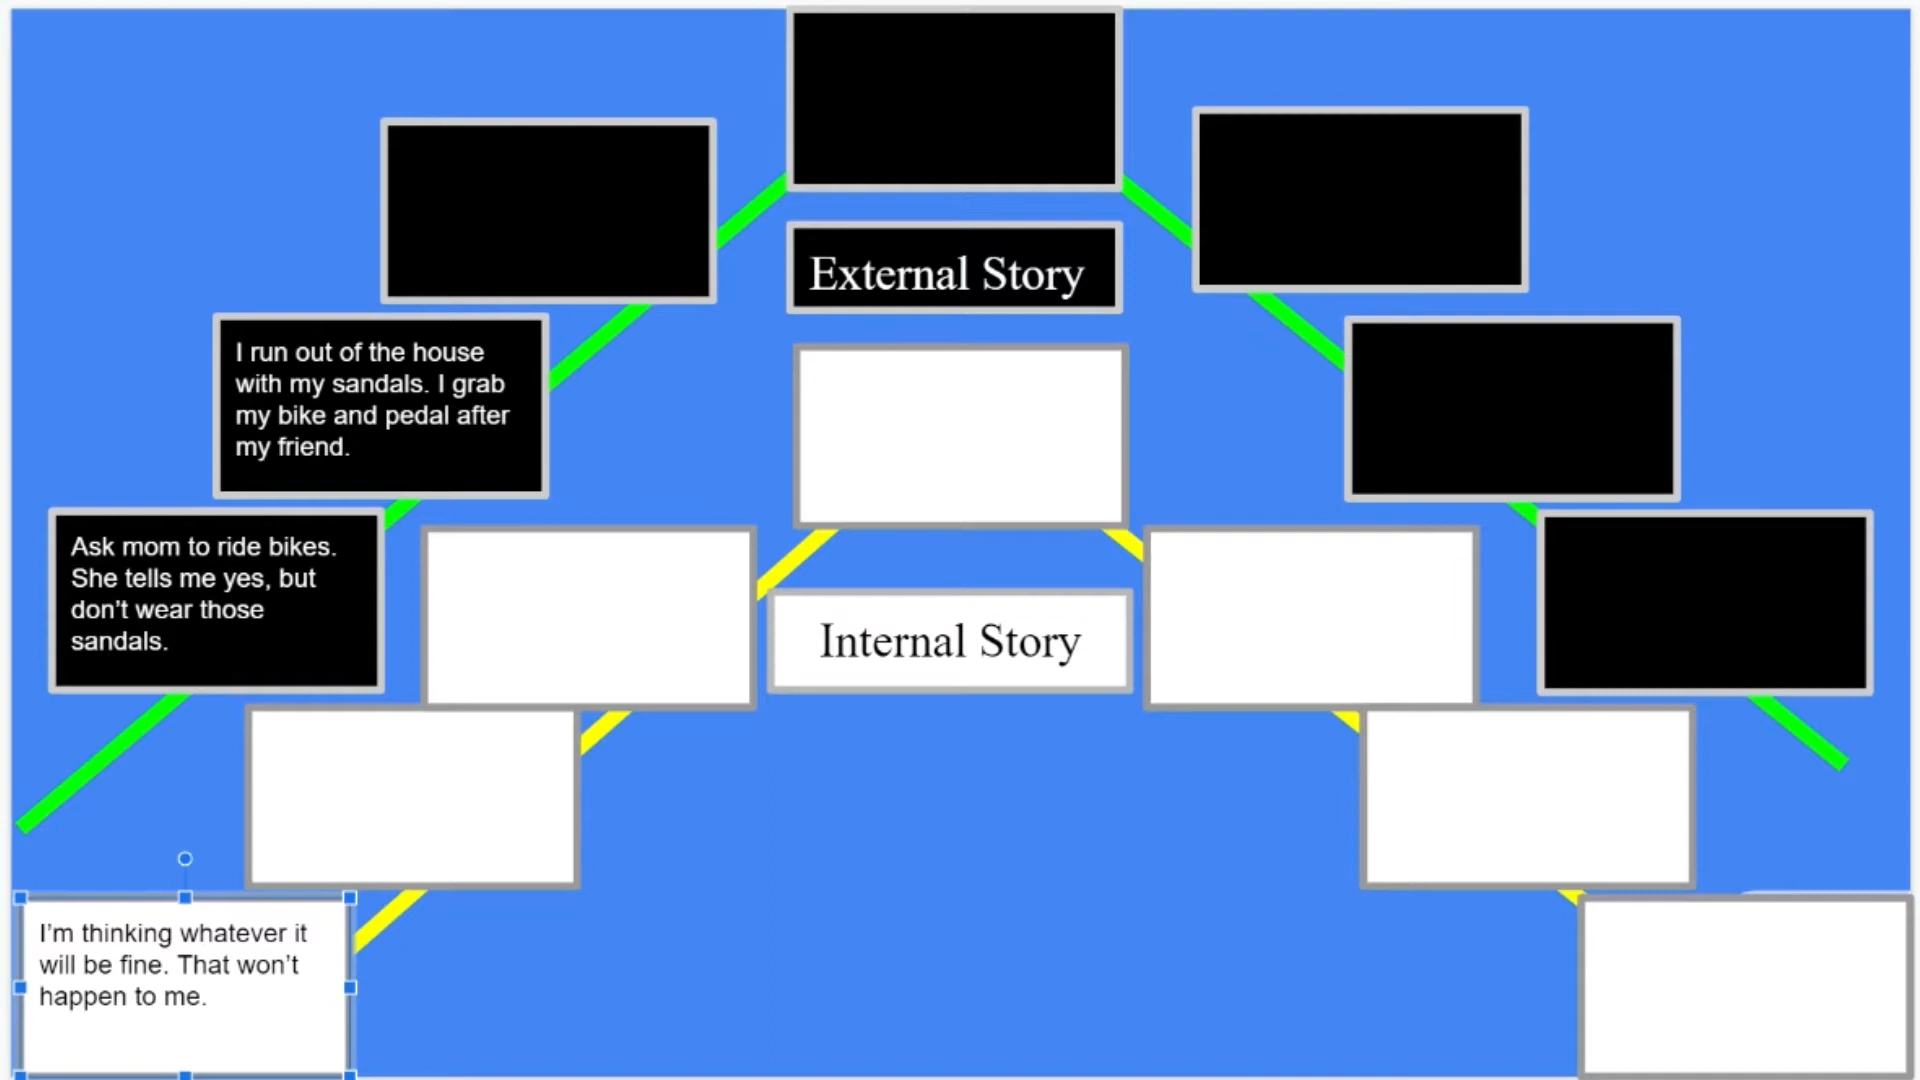 External Story
I run out of the house
with my sandals. I grab
my bike and pedal after
my friend.
Ask mom to ride bikes.
She tells me yes, but
don't wear those
sandals.
Internal Story
I'm thinking whatever it
will be fine. That won't
happen to me.